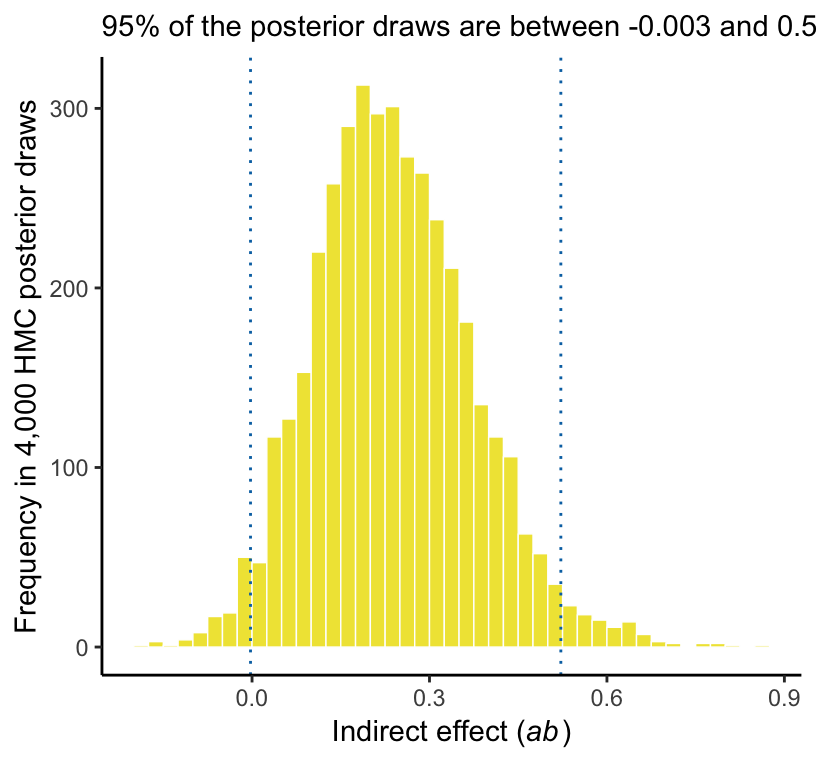 95% of the posterior draws are between -0.003 and 0.5
Frequency in 4,000 HMC posterior draws
300
200
100
0
0.0 0.3 0.6 0.9
Indirect effect (ab)